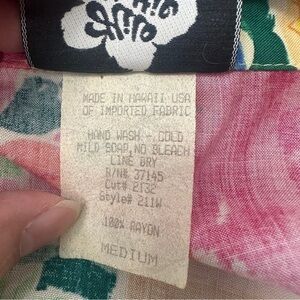 MADE IN HAWAII USA
OF IMPORTED FABRIC
HAND WASH - COLD
MILD SOAP, NO BLEACH
LINE DRY
R/N# 37145
Cut# 2132
Style# 211W
100% RAYON
MEDIUM